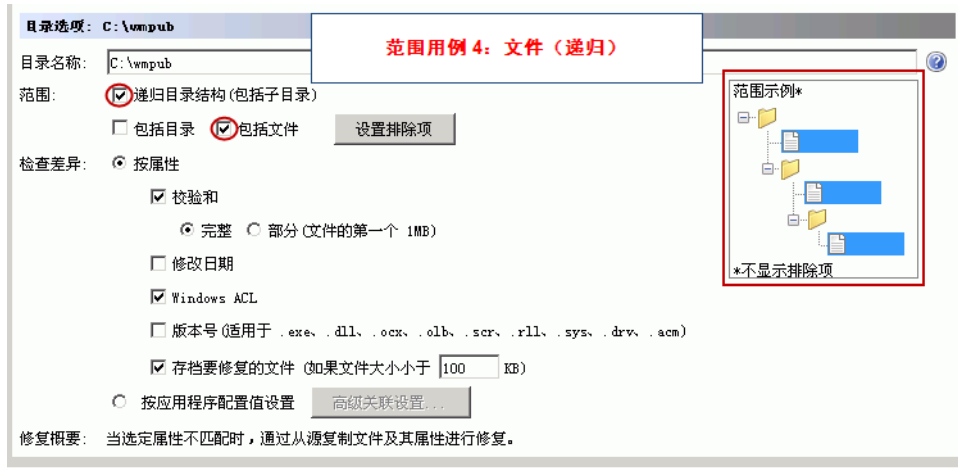 目录选项: C:\wmpub
范围用例 4: 文件（递归）
目录名称: C:\wmpub
范围: 递归目录结构(包括子目录)
包括目录 包括文件 设置排除项
范围示例*
*不显示排除项
检查差异: 按属性
校验和
完整 部分(文件的第一个 1MB)
修改日期
Windows ACL
版本号(适用于 .exe、.dll、.ocx、.olb、.scr、.rll、.sys、.drv、.acm)
存档要修复的文件 (如果文件大小小于 100 KB)
按应用程序配置值设置 高级关联设置...
修复概要: 当选定属性不匹配时，通过从源复制文件及其属性进行修复。